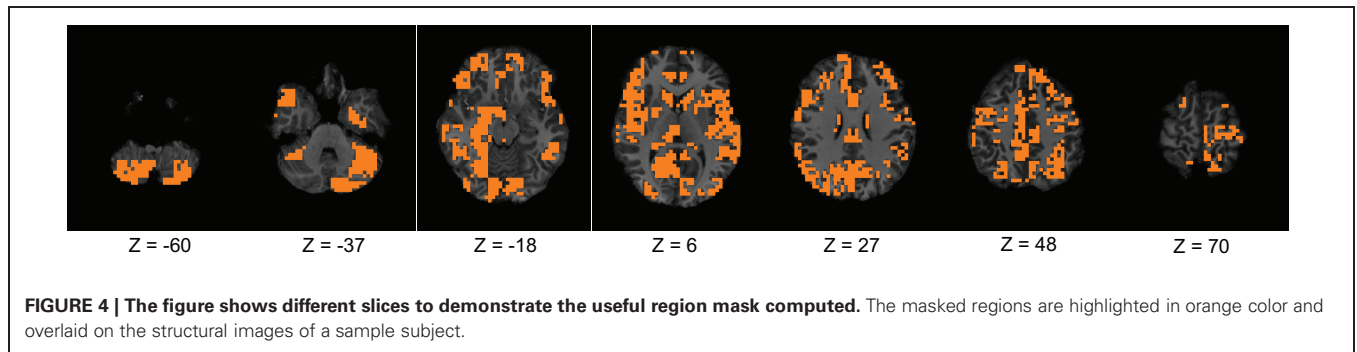 Z = -60 Z = -37 Z = -18 Z = 6 Z = 27 Z = 48 Z = 70
FIGURE 4 | The figure shows different slices to demonstrate the useful region mask computed. The masked regions are highlighted in orange color and
overlaid on the structural images of a sample subject.